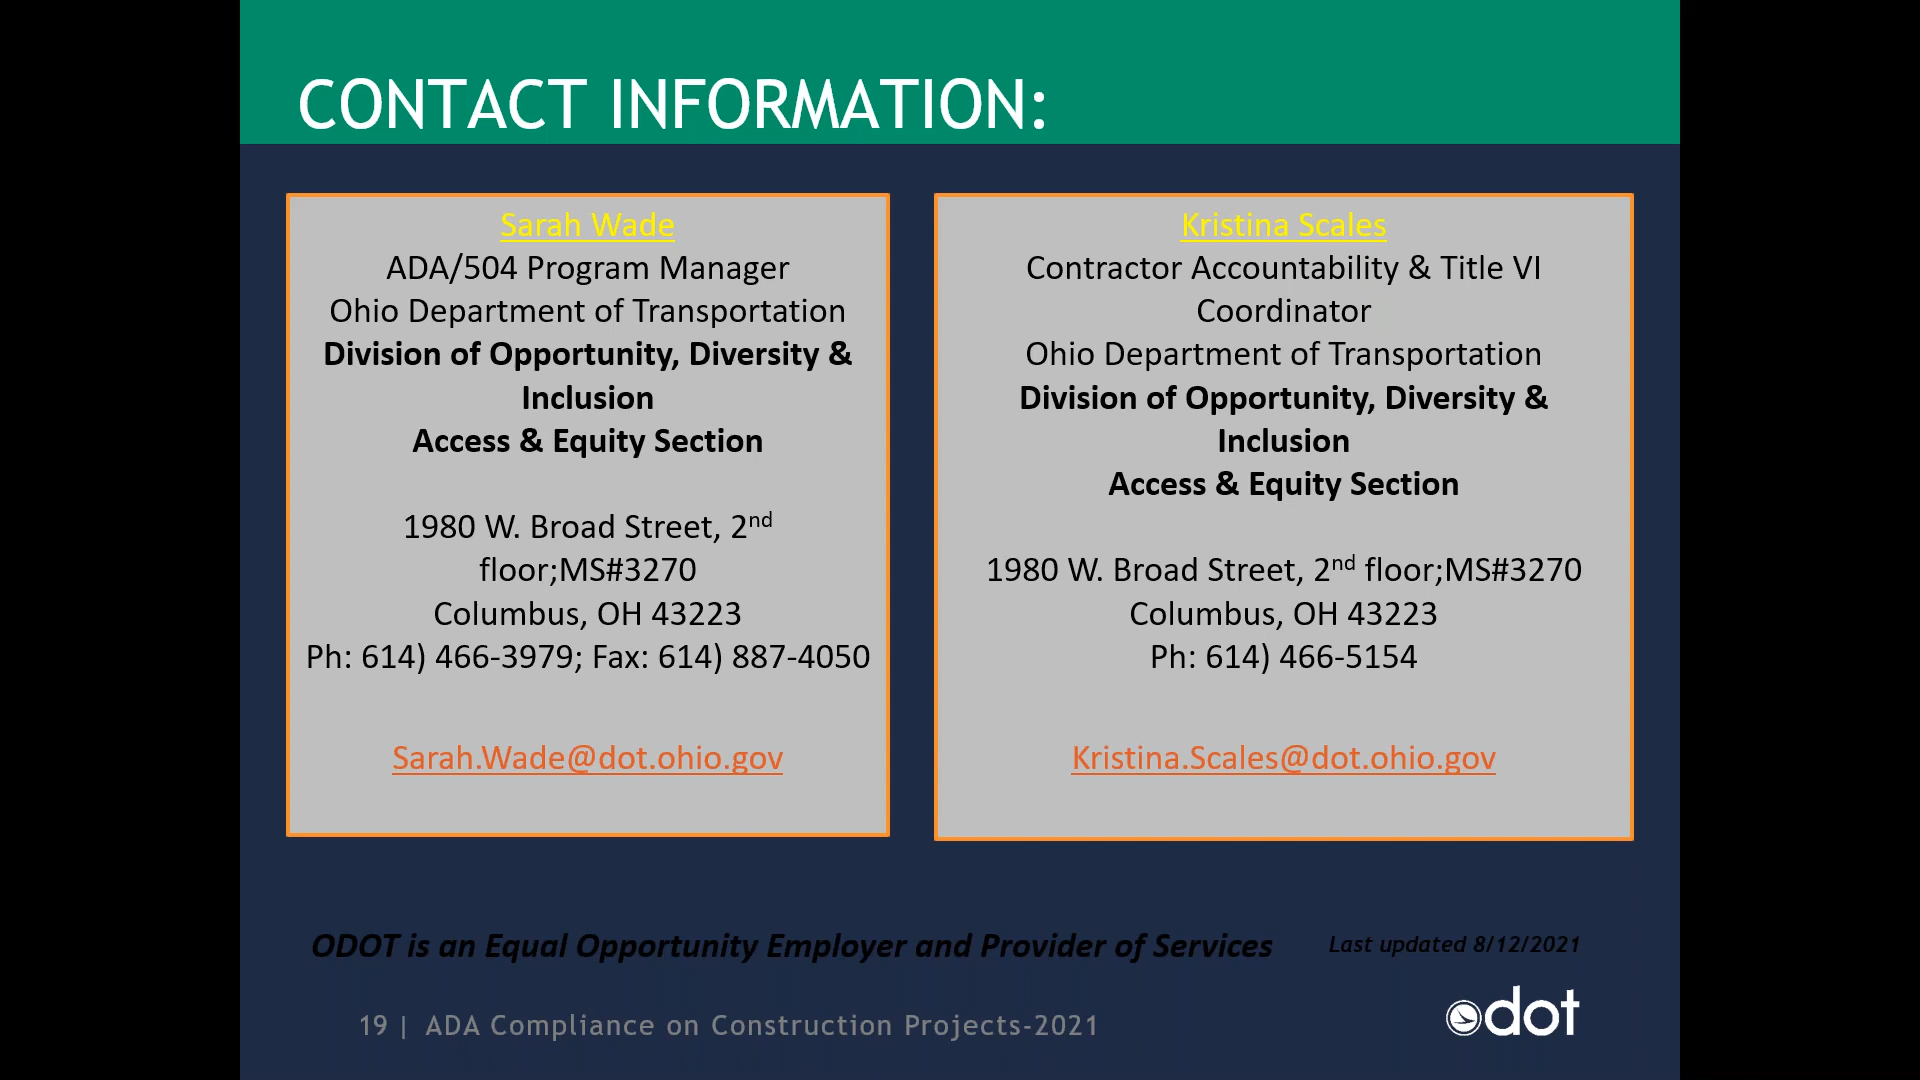 CONTACT INFORMATION:
Sarah Wade
ADA/504 Program Manager
Ohio Department of Transportation
Division of Opportunity, Diversity &
Inclusion
Access & Equity Section
1980 W. Broad Street, 2nd
floor;MS#3270
Columbus, OH 43223
Ph: 614) 466-3979; Fax: 614) 887-4050
Sarah.Wade@dot.ohio.gov
Kristina Scales
Contractor Accountability & Title VI
Coordinator
Ohio Department of Transportation
Division of Opportunity, Diversity &
Inclusion
Access & Equity Section
1980 W. Broad Street, 2nd floor;MS#3270
Columbus, OH 43223
Ph: 614) 466-5154
Kristina.Scales@dot.ohio.gov
ODOT is an Equal Opportunity Employer and Provider of Services
Last updated 8/12/2021
19 | ADA Compliance on Construction Projects-2021
odot